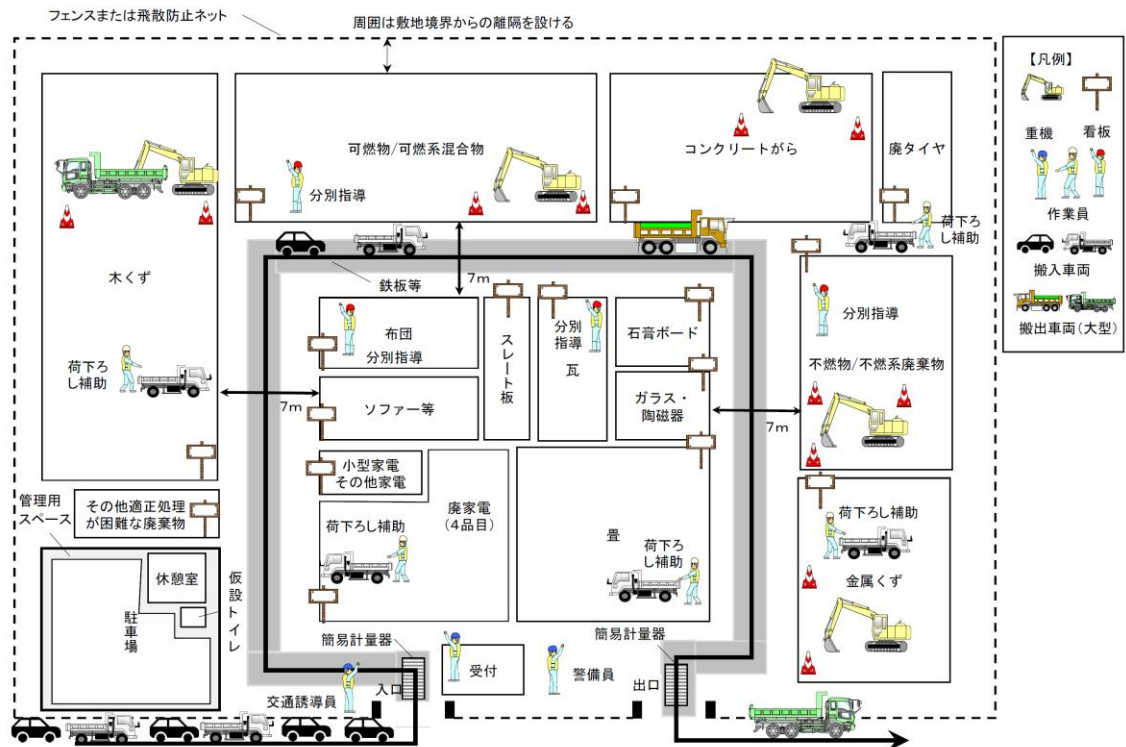 フェンスまたは飛散防止ネット
周囲は敷地境界からの離隔を設ける
【凡例】
重機
看板
作業員
搬入車両
搬出車両(大型)
可燃物/可燃系混合物
分別指導
コンクリートがら
廃タイヤ
荷下ろ
し補助
木くず
鉄板等
7m
布団
分別指導
スレート板
分別
指導
瓦
石膏ボード
分別指導
荷下ろ
し補助
7m
ソファー等
ガラス・
陶磁器
不燃物/不燃系廃棄物
7m
小型家電
その他家電
廃家電
(4品目)
管理用
スペース
その他適正処理
が困難な廃棄物
荷下ろし補助
畳
荷下ろ
し補助
荷下ろし補助
金属くず
休憩室
仮設トイレ
駐車場
簡易計量器
受付
簡易計量器
警備員
入口
出口
交通誘導員